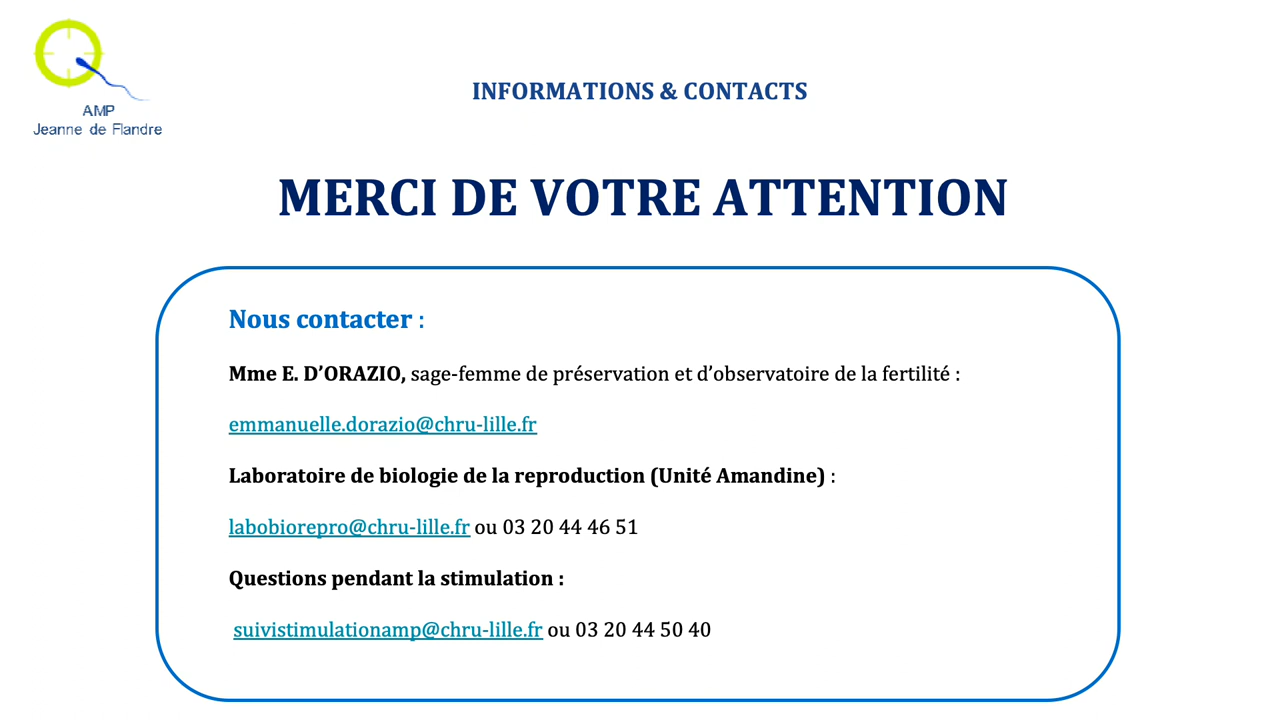 AMP
Jeanne de Flandre
INFORMATIONS & CONTACTS
MERCI DE VOTRE ATTENTION
Nous contacter :
Mme E. D’ORAZIO, sage-femme de préservation et d’observatoire de la fertilité :
emmanuelle.dorazio@chru-lille.fr
Laboratoire de biologie de la reproduction (Unité Amandine) :
labobiorepro@chru-lille.fr ou 03 20 44 46 51
Questions pendant la stimulation :
suivistimulationamp@chru-lille.fr ou 03 20 44 50 40